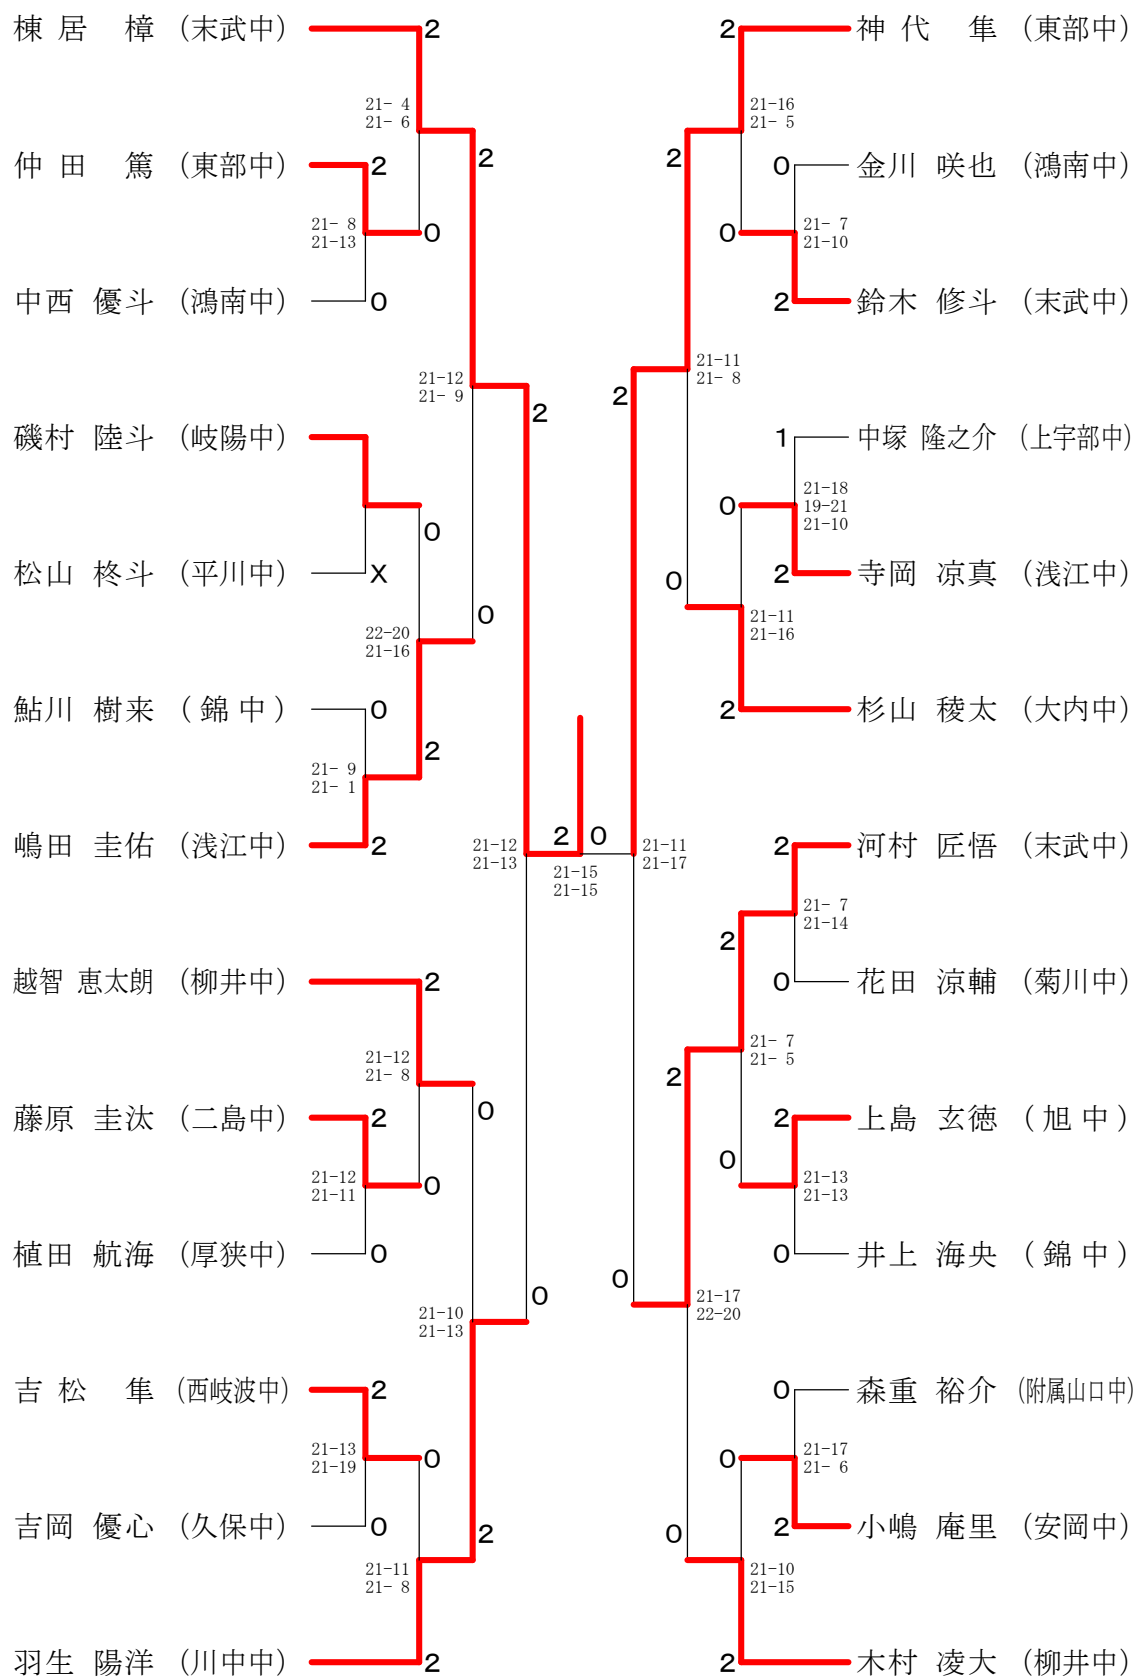 棟居 樟 (末武中) 2
21- 4
21- 6
2
仲田 篤 (東部中) 2
21- 8
21-13
0
中西 優斗 (鴻南中) 0
21-12
21- 9
2
磯村 陸斗 (岐阳中)
0
松山 柊斗 (平川中) X
22-20
21-16
0
鮎川 樹来 (錦中) 0
2
21- 9
21- 1
嶋田 圭佑 (浅江中) 2
21-12
21-13
2 0
21-15
21-15
越智 恵太朗 (柳井中) 2
21-12
21- 8
0
藤原 圭汰 (二島中) 2
21-12
21-11
0
植田 航海 (厚狭中) 0
21-10
21-13
0
吉松 隼 (西岐波中) 2
21-13
21-19
0
吉岡 優心 (久保中) 0
2
21-11
21- 8
羽生 陽洋 (川中中) 2
2 神代 隼 (東部中)
21-16
21- 5
2
0 金川 咲也 (鴻南中)
0
21- 7
21-10
2 鈴木 修斗 (末武中)
21-11
21- 8
2
1 中塚 隆之介 (上宇部中)
0
21-18
19-21
21-10
2 寺岡 凉真 (浅江中)
0
21-11
21-16
2 杉山 稜太 (大内中)
21-11
21-17
2 河村 匠悟 (末武中)
21- 7
21-14
2
0 花田 涼輔 (菊川中)
21- 7
21- 5
2
2 上島 玄徳 (旭中)
0
21-13
21-13
0 井上 海央 (錦中)
0
21-17
22-20
0 森重 裕介 (附属山口中)
0
21-17
21- 6
2 小嶋 庵里 (安岡中)
0
21-10
21-15
2 木村 凌大 (柳井中)